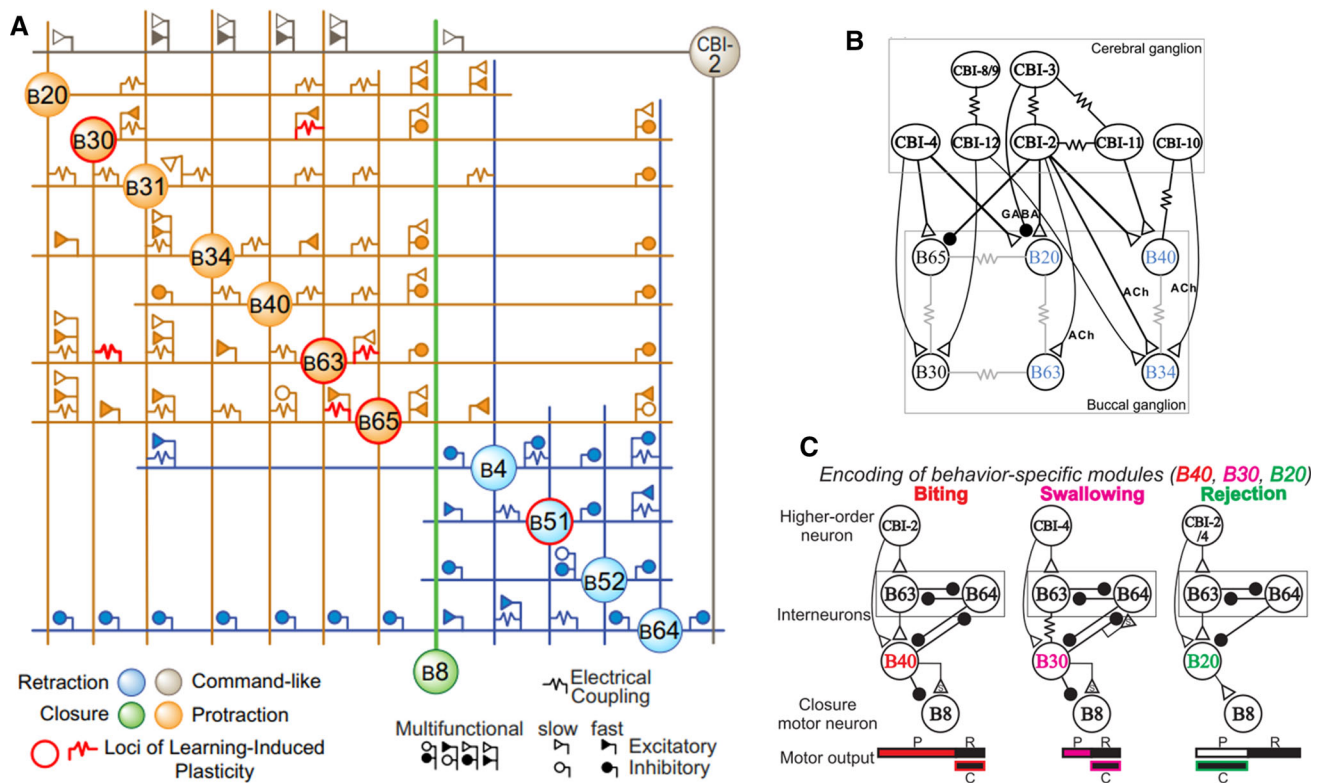 A
CBI-
2
B20
B30
B31
B34
B40
B63
B65
B4
B51
B52
B64
B8
Retraction
Command-like
Closure
Protraction
Loci of Learning-Induced
Plasticity
Electrical
Coupling
Multifunctional
slow
fast
Excitatory
Inhibitory
B
Cerebral ganglion
CBI-8/9
CBI-3
CBI-4
CBI-12
CBI-2
CBI-11
CBI-10
GABA
B65
B20
B40
ACh
ACh
ACh
B30
B63
B34
Buccal ganglion
C
Encoding of behavior-specific modules (B40, B30, B20)
Biting
Swallowing
Rejection
Higher-order
neuron
CBI-2
CBI-4
CBI-2
/4
Interneurons
B63
B64
B63
B64
B63
B64
B40
B30
B20
S
S
S
Closure
motor neuron
B8
B8
B8
Motor output
P
R
C
P
R
C
P
R
C